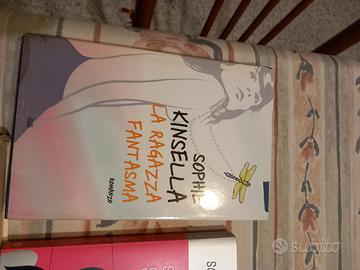 SOPHIE
KINSELLA
LA RAGAZZA
FANTASMA
Romanzo
Subito